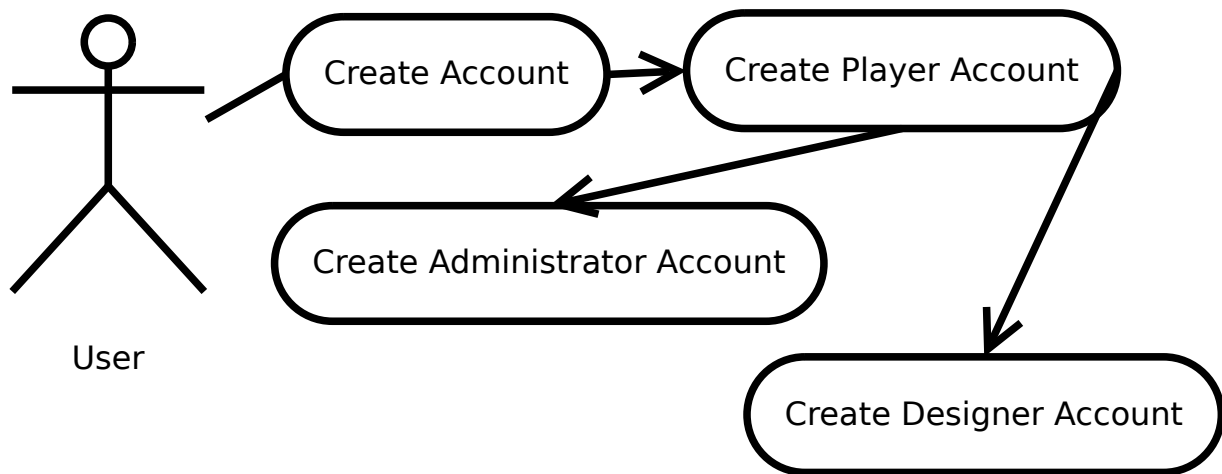 Create Account
Create Player Account
Create Administrator Account
User
Create Designer Account